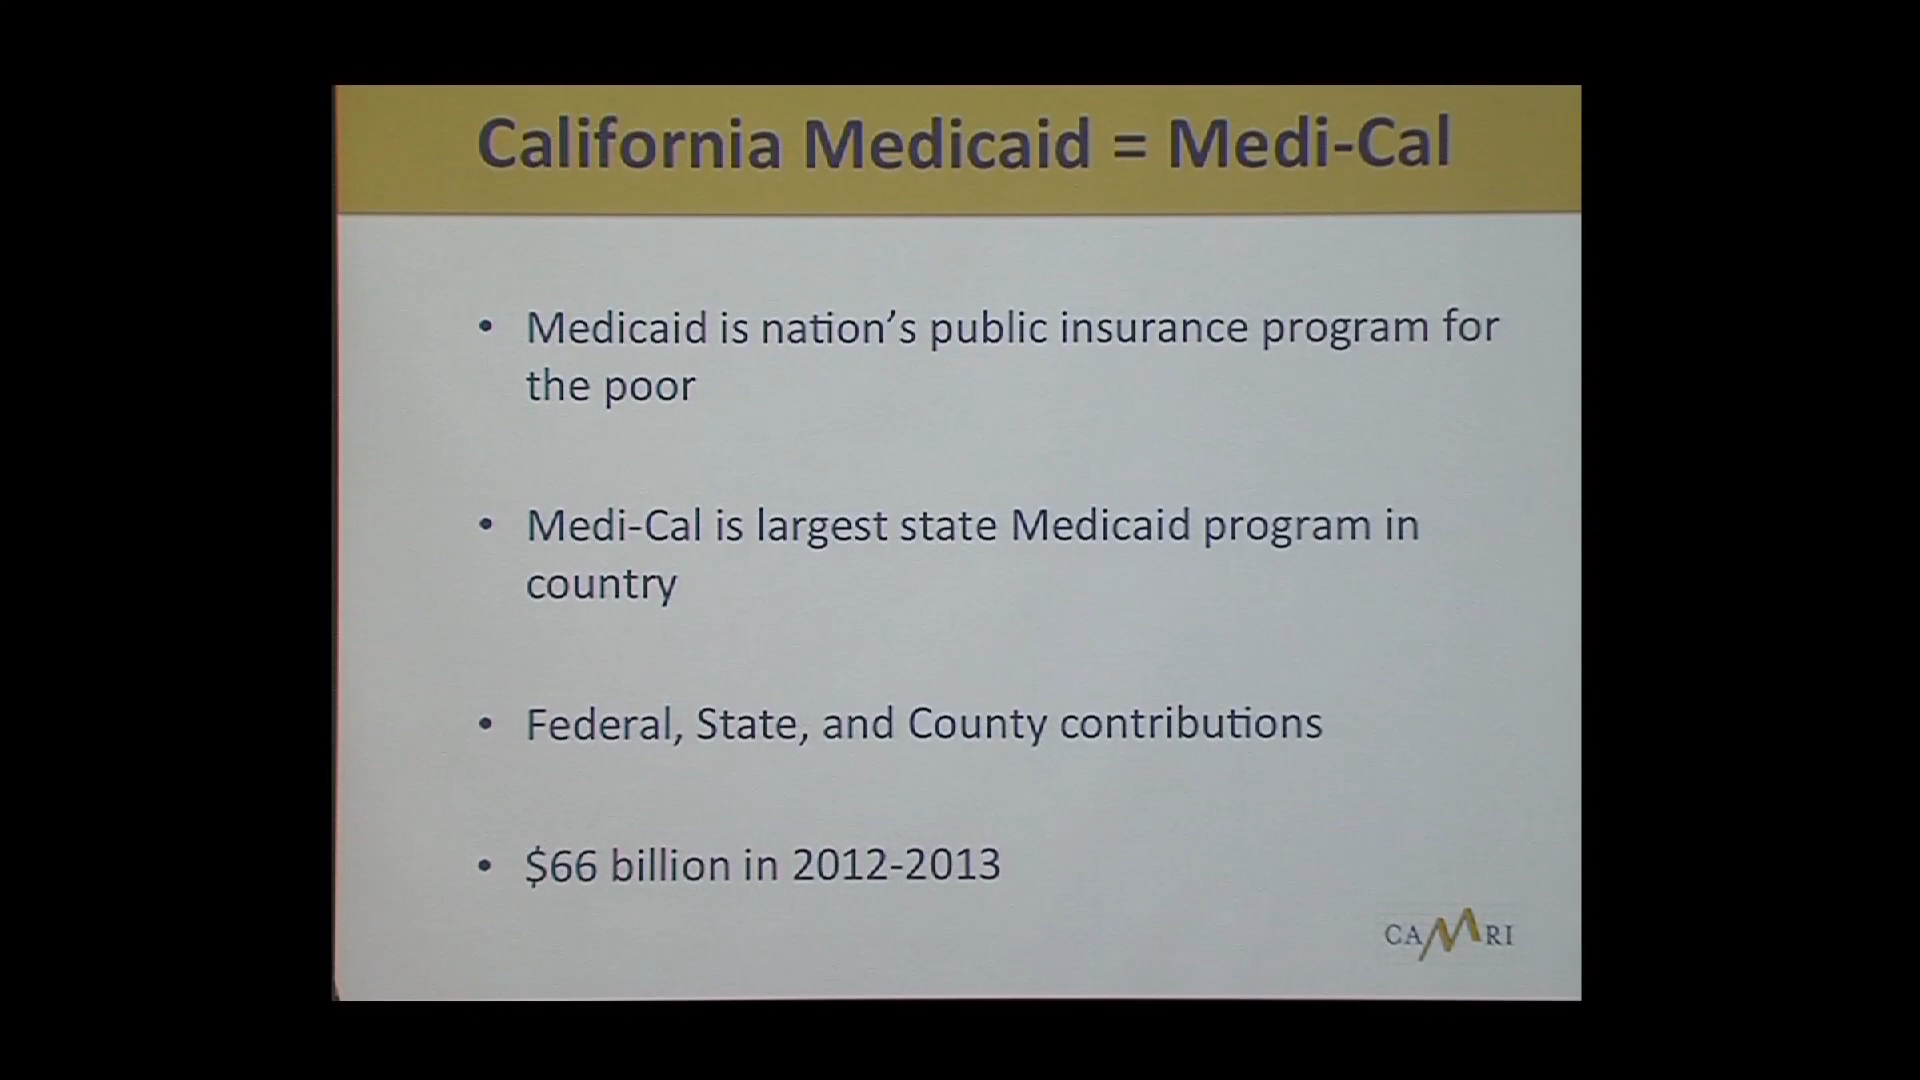 California Medicaid = Medi-Cal
• Medicaid is nation’s public insurance program for
the poor
• Medi-Cal is largest state Medicaid program in
country
• Federal, State, and County contributions
• $66 billion in 2012-2013
CAMRI